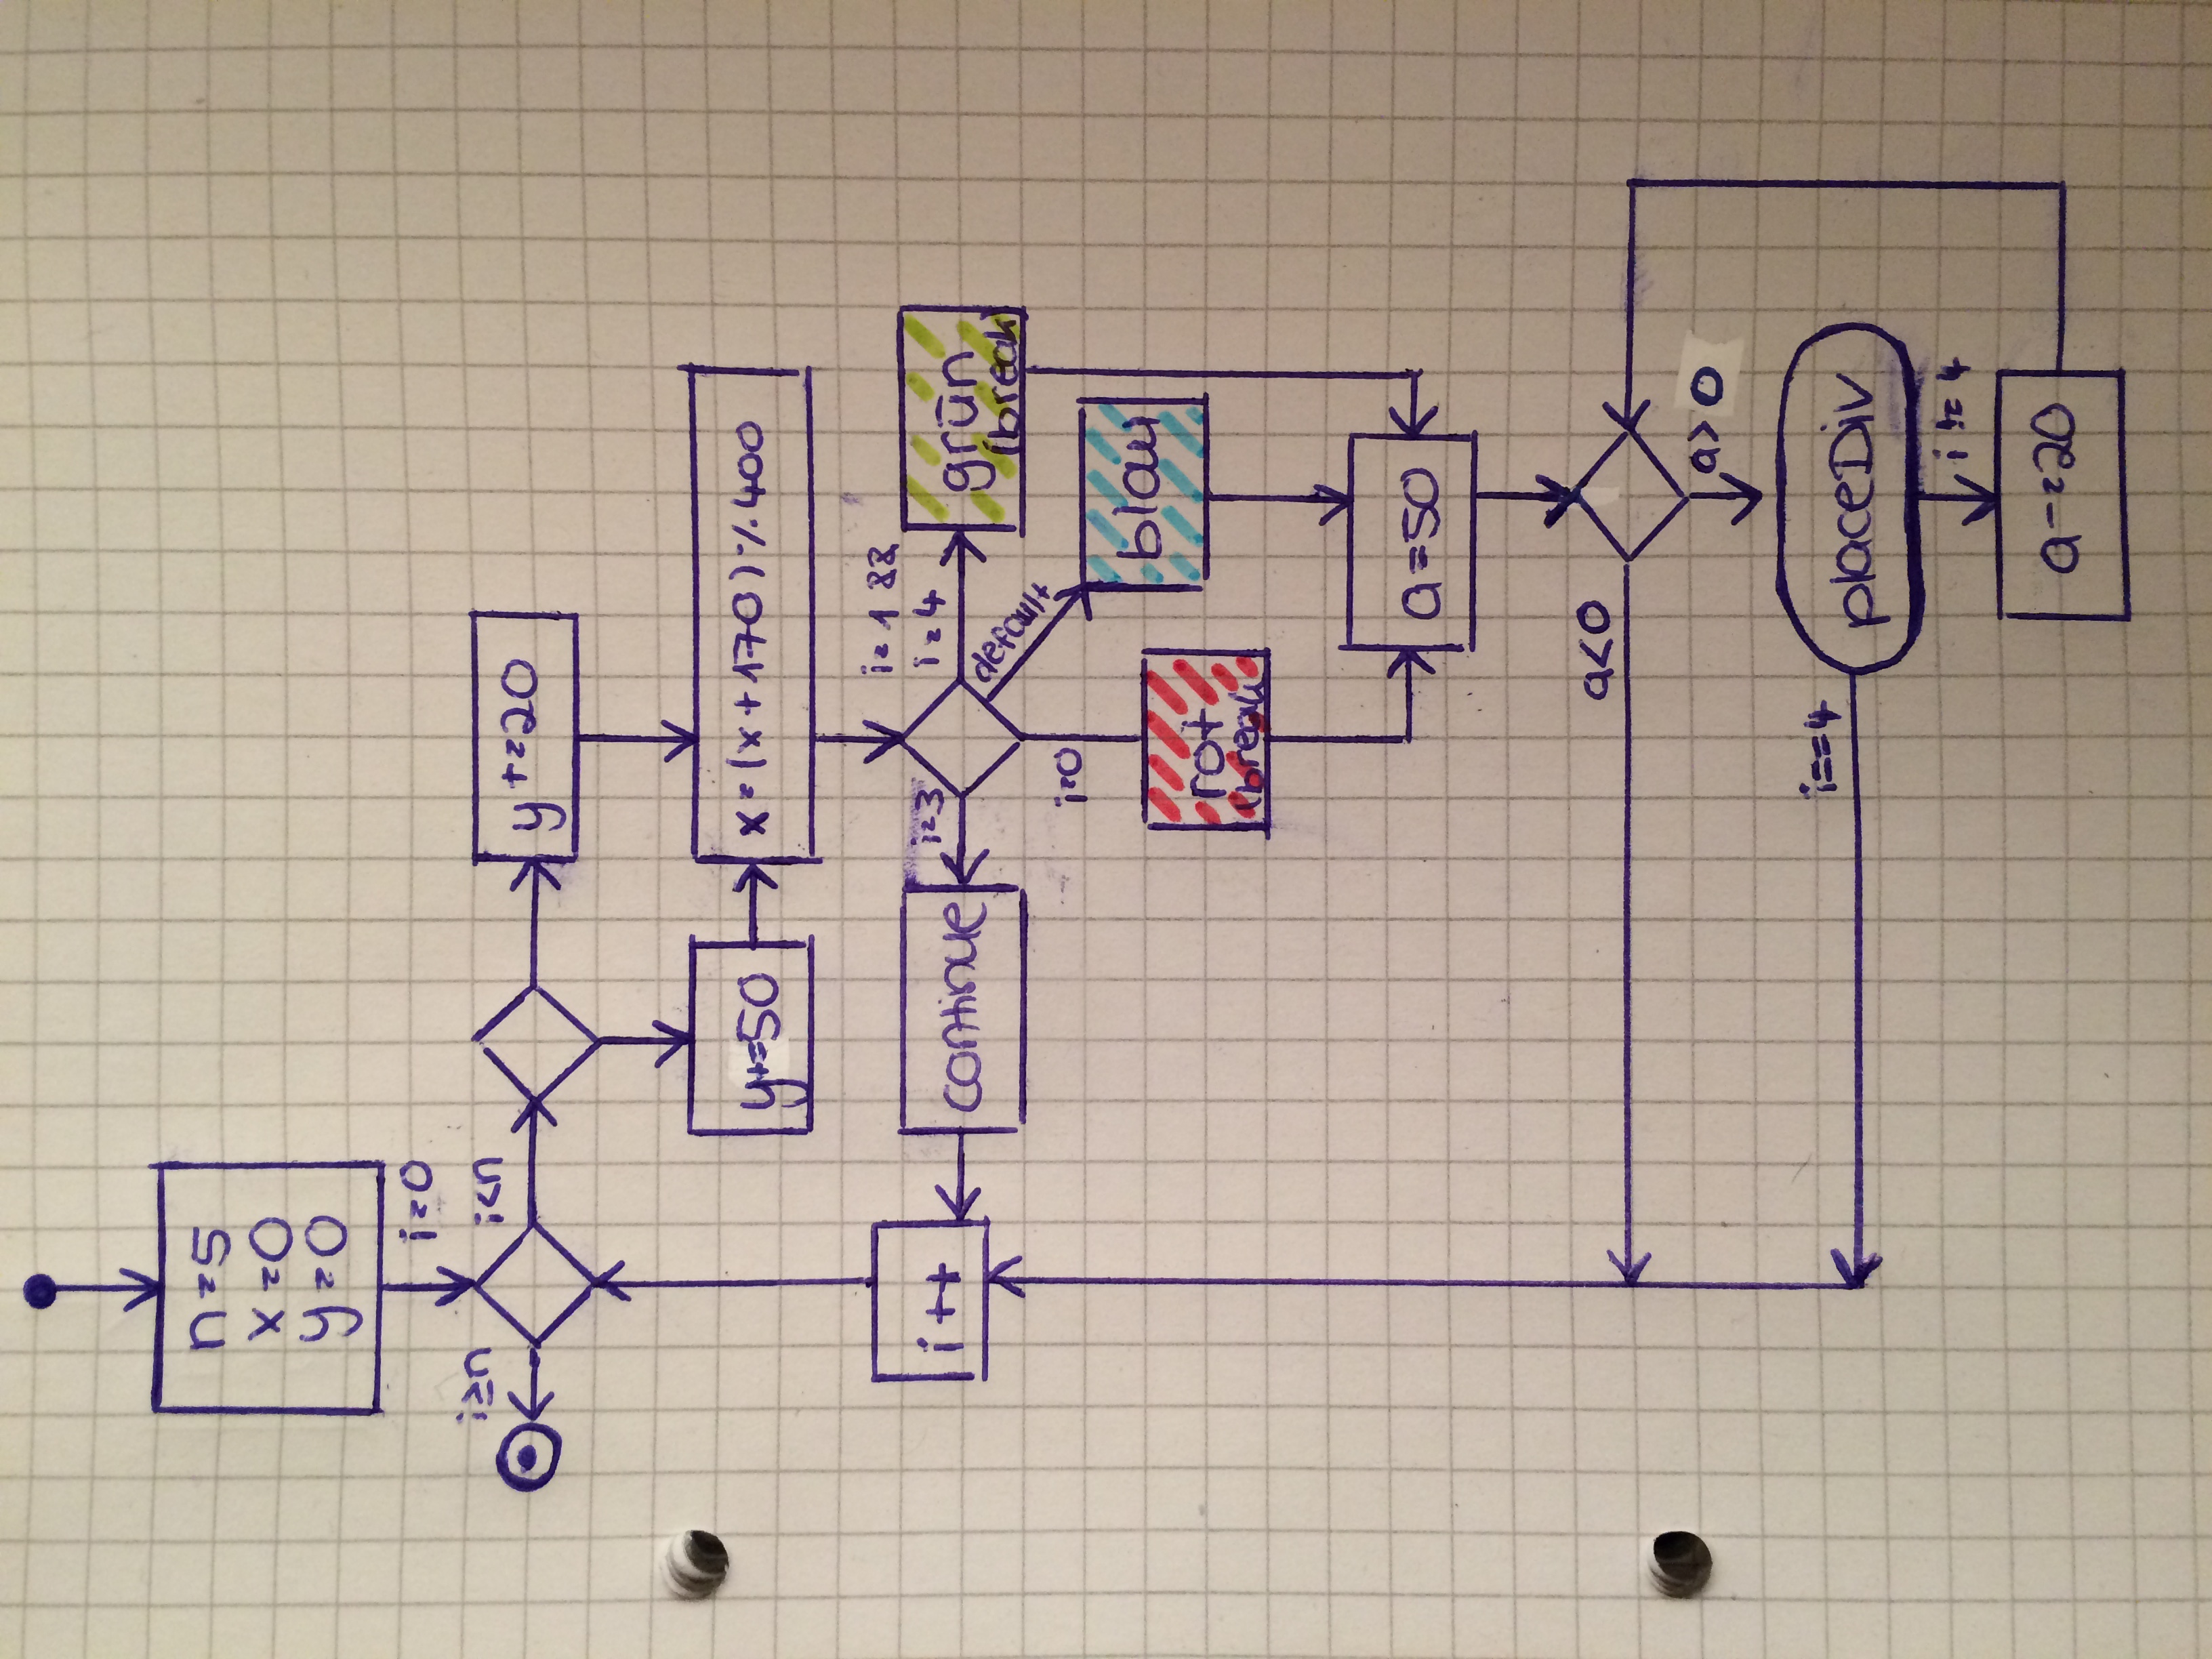 n=5
x=0
y=0
i=0
i≥n
i<n
y+=20
y+=50
x=(x+170)%400
i=1 &&
i=4
i=3
i++
continue
grün
(break)
default
i=0
blau
rot
(break
a=50
a<0
a>0
i==4
placeDiv
i!=4
a-=20